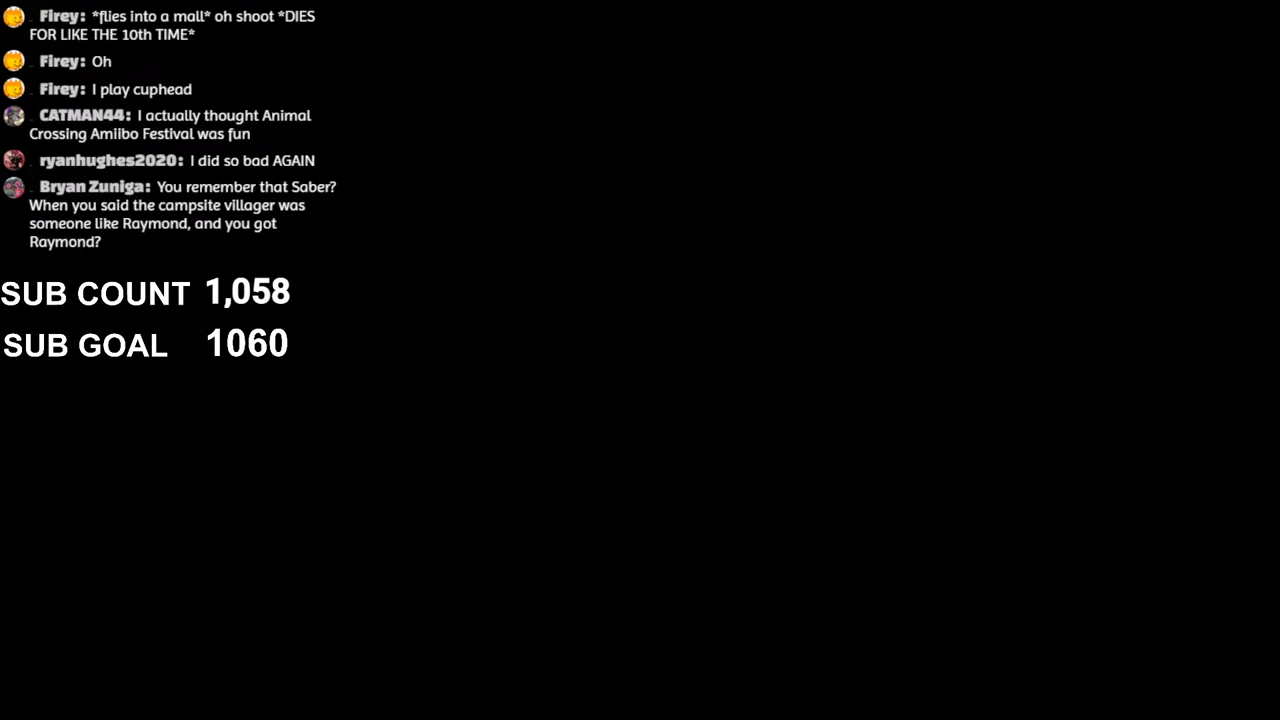 Firey: *flies into a mall* oh shoot *DIES
FOR LIKE THE 10th TIME*
Firey: Oh
Firey: I play cuphead
CATMAN44: I actually thought Animal
Crossing Amiibo Festival was fun
ryanhughes2020: I did so bad AGAIN
Bryan Zuniga: You remember that Saber?
When you said the campsite villager was
someone like Raymond, and you got
Raymond?
SUB COUNT 1,058
SUB GOAL 1060